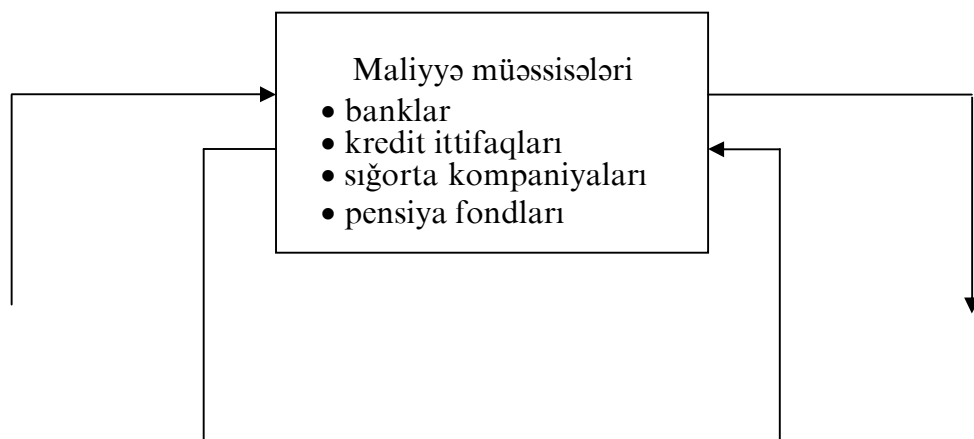 Maliyyə müəssisələri
• banklar
• kredit ittifaqları
• sığorta kompaniyaları
• pensiya fondları